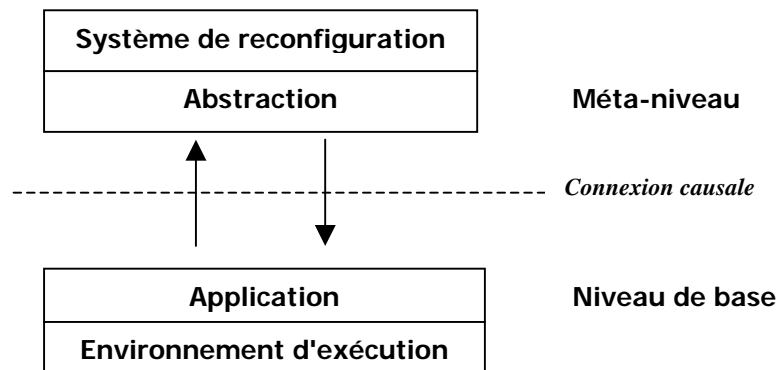 Système de reconfiguration
Abstraction
Méta-niveau
Connexion causale
Application
Niveau de base
Environnement d'exécution